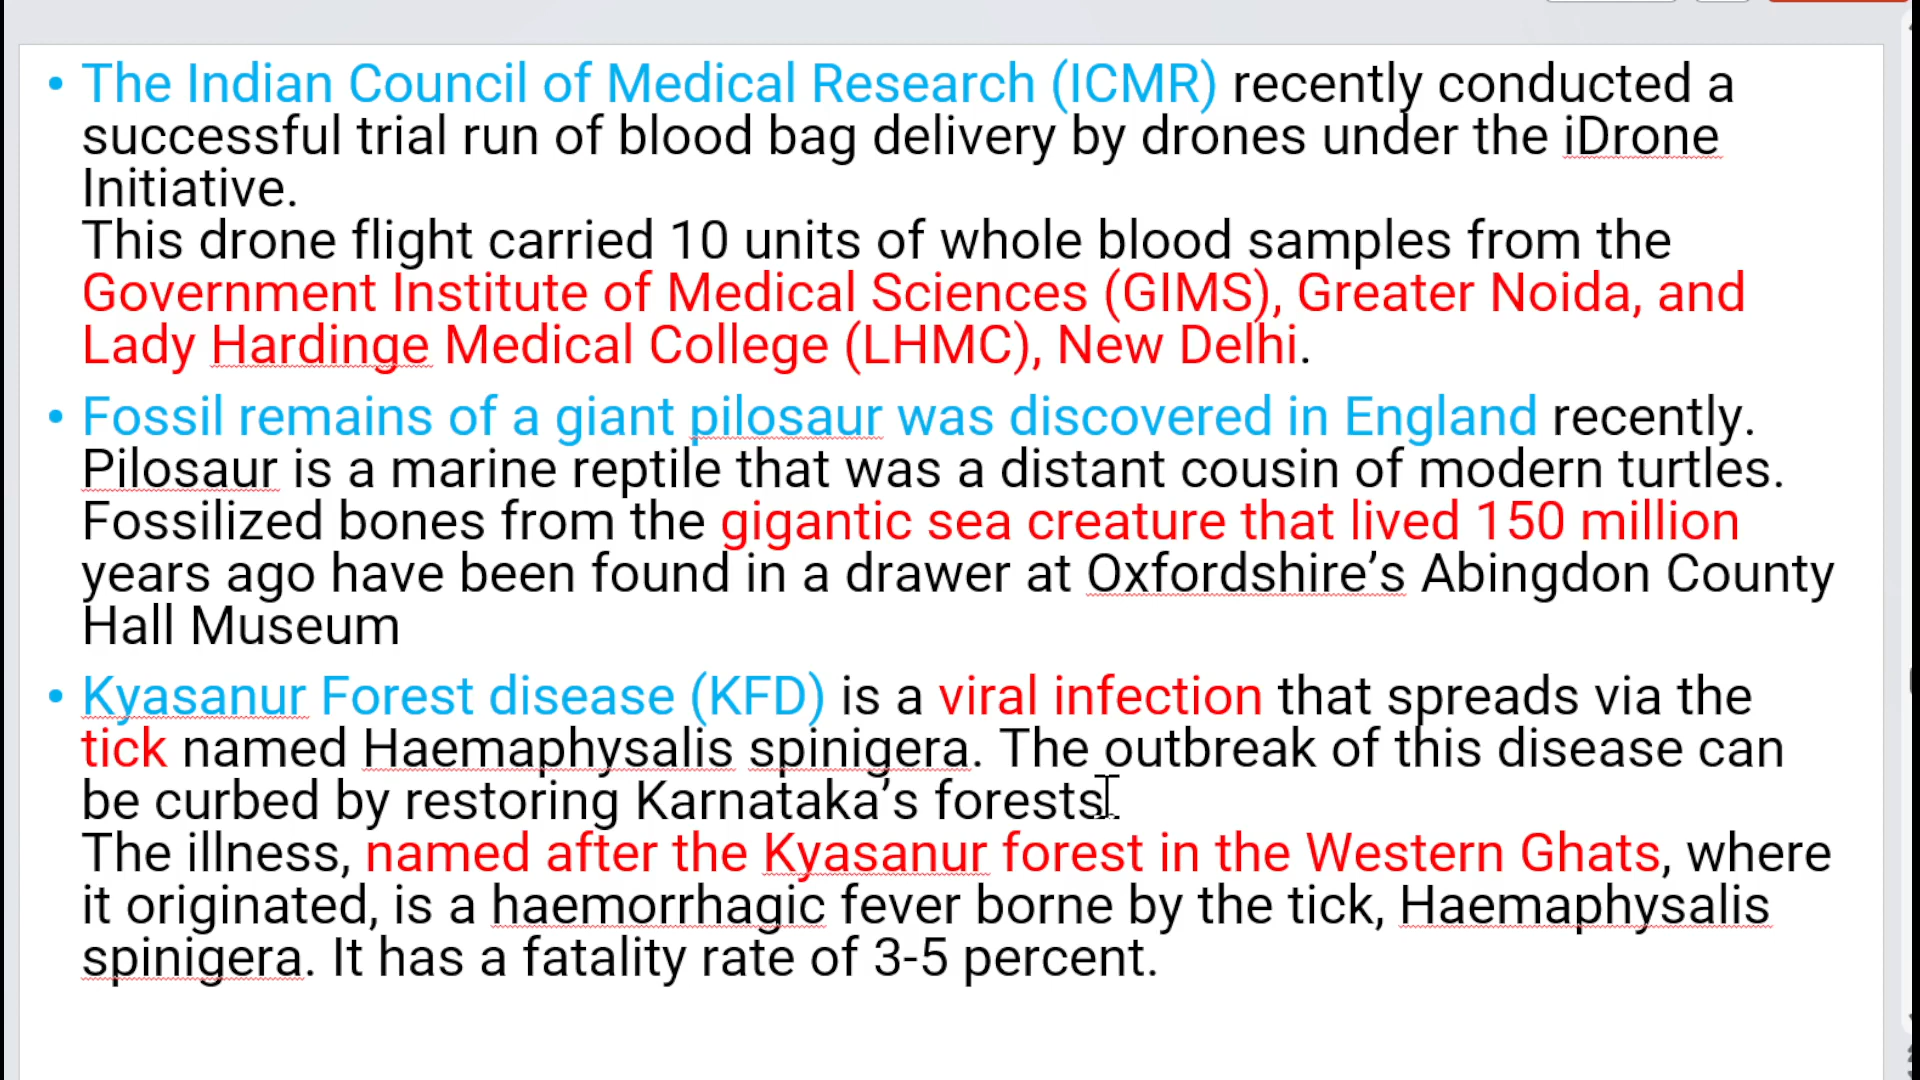 • The Indian Council of Medical Research (ICMR) recently conducted a
successful trial run of blood bag delivery by drones under the iDrone
Initiative.
This drone flight carried 10 units of whole blood samples from the
Government Institute of Medical Sciences (GIMS), Greater Noida, and
Lady Hardinge Medical College (LHMC), New Delhi.
• Fossil remains of a giant pilosaur was discovered in England recently.
Pilosaur is a marine reptile that was a distant cousin of modern turtles.
Fossilized bones from the gigantic sea creature that lived 150 million
years ago have been found in a drawer at Oxfordshire’s Abingdon County
Hall Museum
• Kyasanur Forest disease (KFD) is a viral infection that spreads via the
tick named Haemaphysalis spinigera. The outbreak of this disease can
be curbed by restoring Karnataka’s forests.
The illness, named after the Kyasanur forest in the Western Ghats, where
it originated, is a haemorrhagic fever borne by the tick, Haemaphysalis
spinigera. It has a fatality rate of 3-5 percent.